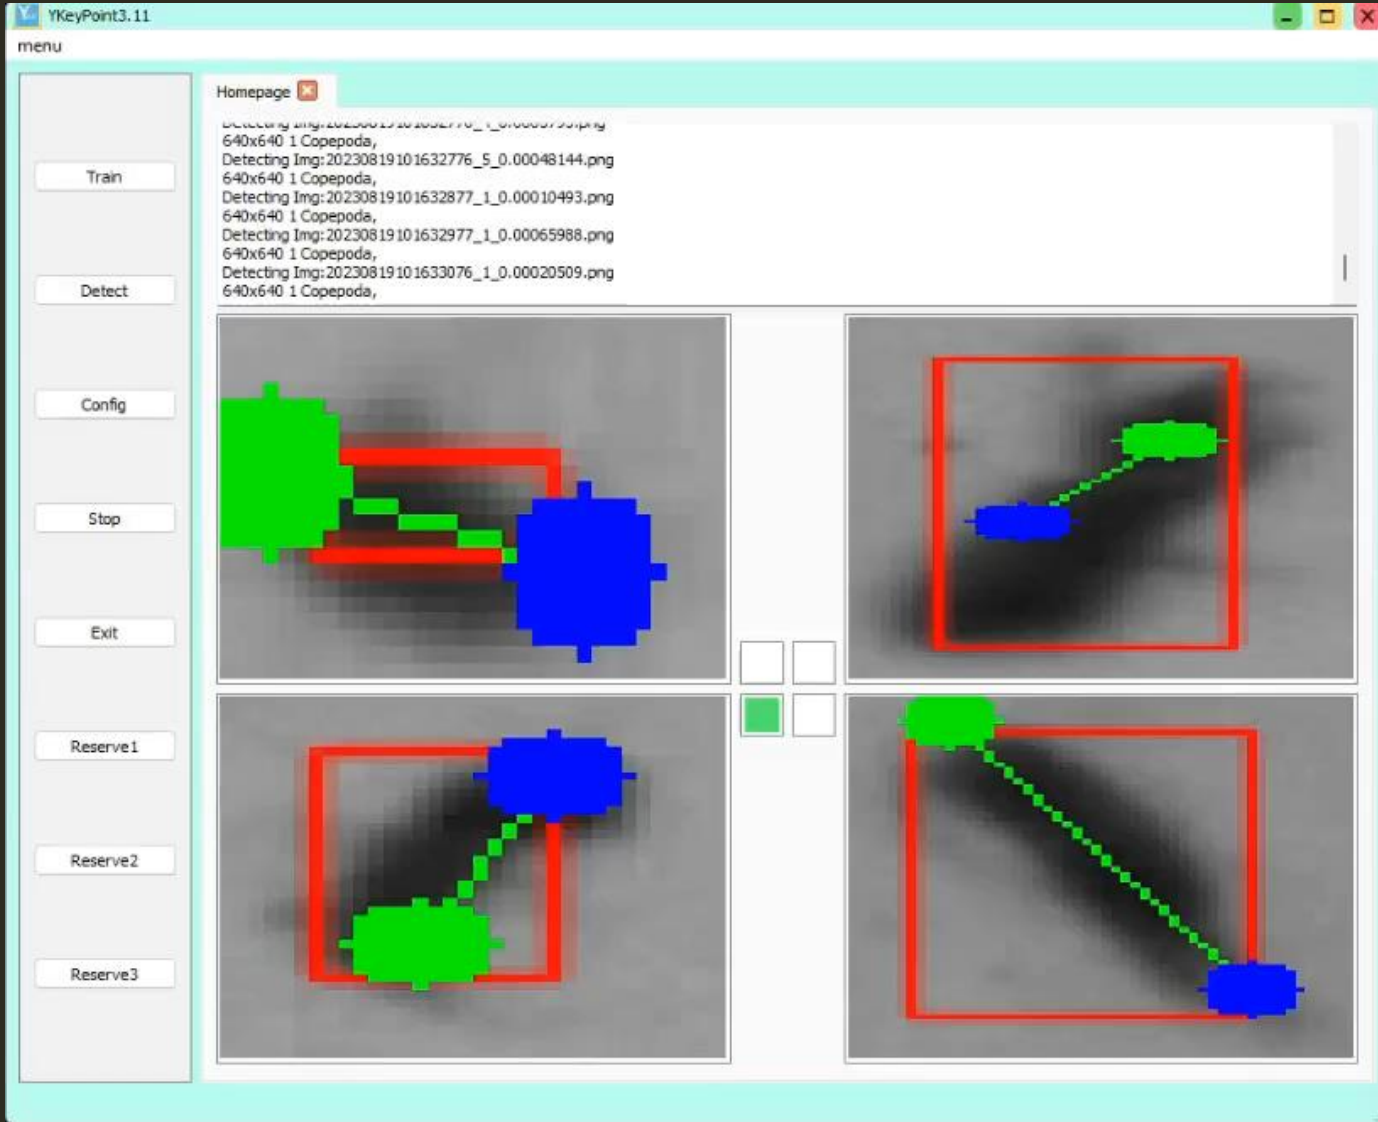 YKeyPoint3.11
menu
Homepage
640x640 1 Copepoda,
Detecting Img:20230819101632776_5_0.00048144.png
640x640 1 Copepoda,
Detecting Img:20230819101632877_1_0.00010493.png
640x640 1 Copepoda,
Detecting Img:20230819101632977_1_0.00065988.png
640x640 1 Copepoda,
Detecting Img:20230819101633076_1_0.00020509.png
640x640 1 Copepoda,
Train
Detect
Config
Stop
Exit
Reserve1
Reserve2
Reserve3